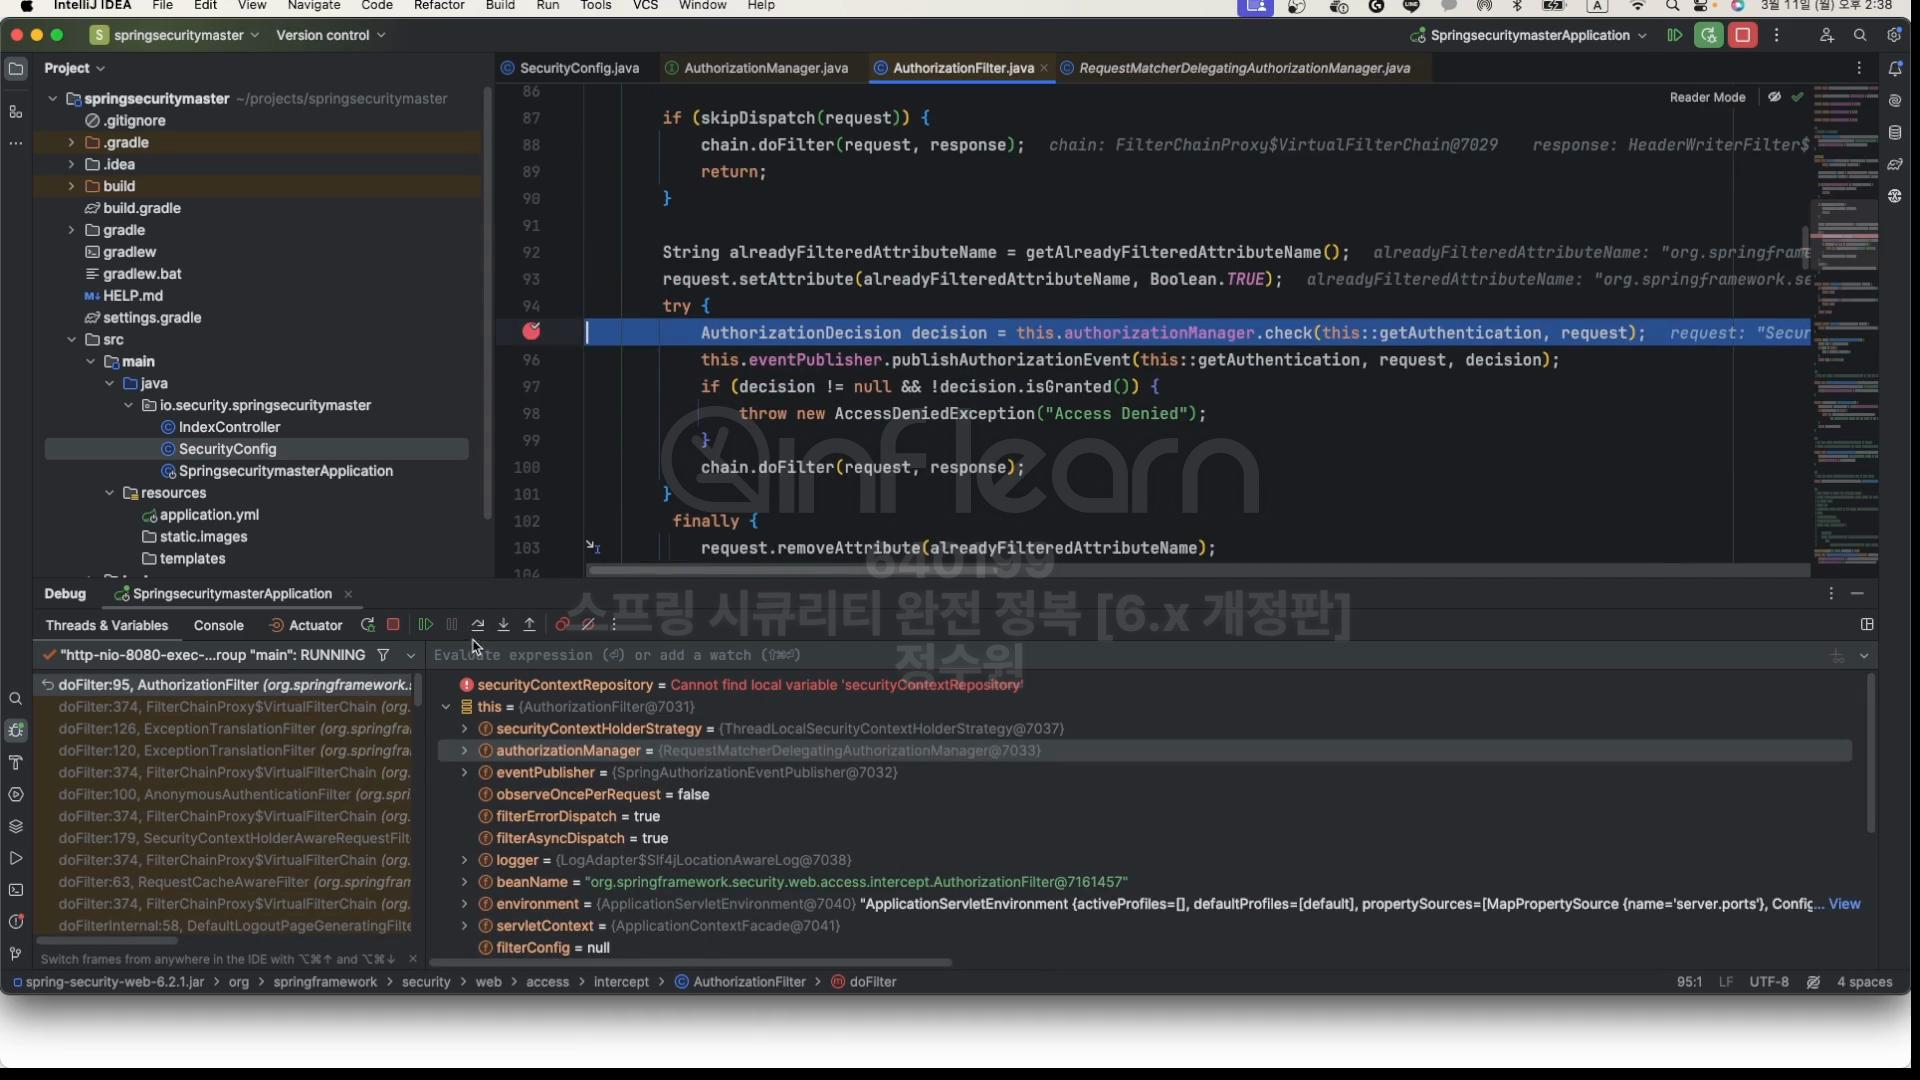 IntelliJ IDEA File Edit View Navigate Code Refactor Build Run Tools VCS Window Help A 3월 11일 (월) 오후 2:38
S springsecuritymaster Version control SpringsecuritymasterApplication
Project
SecurityConfig.java AuthorizationManager.java AuthorizationFilter.java RequestMatcherDelegatingAuthorizationManager.java
Reader Mode
springsecuritymaster ~/projects/springsecuritymaster
.gitignore
.gradle
.idea
build
build.gradle
gradle
gradlew
gradlew.bat
HELP.md
settings.gradle
src
main
java
io.security.springsecuritymaster
IndexController
SecurityConfig
SpringsecuritymasterApplication
resources
application.yml
static.images
templates
86
87 if (skipDispatch(request)) {
88 chain.doFilter(request, response); chain: FilterChainProxy$VirtualFilterChain@7029 response: HeaderWriterFilter$
89 return;
90 }
91
92 String alreadyFilteredAttributeName = getAlreadyFilteredAttributeName(); alreadyFilteredAttributeName: "org.springframe
93 request.setAttribute(alreadyFilteredAttributeName, Boolean.TRUE); alreadyFilteredAttributeName: "org.springframework.se
94 try {
AuthorizationDecision decision = this.authorizationManager.check(this::getAuthentication, request); request: "Secur
96 this.eventPublisher.publishAuthorizationEvent(this::getAuthentication, request, decision);
97 if (decision != null && !decision.isGranted()) {
98 throw new AccessDeniedException("Access Denied");
99 }
100 chain.doFilter(request, response);
101 }
102 finally {
103 request.removeAttribute(alreadyFilteredAttributeName);
104
inflearn
640199
스프링 시큐리티 완전 정복 [6.x 개정판]
정수원
Debug SpringsecuritymasterApplication
Threads & Variables Console Actuator
"http-nio-8080-exec-...roup "main": RUNNING
Evaluate expression (⏎) or add a watch (⇧⌘⏎)
doFilter:95, AuthorizationFilter (org.springframework.s
doFilter:374, FilterChainProxy$VirtualFilterChain (org.
doFilter:126, ExceptionTranslationFilter (org.springfra
doFilter:120, ExceptionTranslationFilter (org.springfra
doFilter:374, FilterChainProxy$VirtualFilterChain (org.
doFilter:100, AnonymousAuthenticationFilter (org.spri
doFilter:374, FilterChainProxy$VirtualFilterChain (org.
doFilter:179, SecurityContextHolderAwareRequestFilt
doFilter:374, FilterChainProxy$VirtualFilterChain (org.
doFilter:63, RequestCacheAwareFilter (org.springfram
doFilter:374, FilterChainProxy$VirtualFilterChain (org.
doFilterInternal:58, DefaultLogoutPageGeneratingFilte
Switch frames from anywhere in the IDE with ⌥⌘↑ and ⌥⌘↓
securityContextRepository = Cannot find local variable 'securityContextRepository'
this = {AuthorizationFilter@7031}
securityContextHolderStrategy = {ThreadLocalSecurityContextHolderStrategy@7037}
authorizationManager = {RequestMatcherDelegatingAuthorizationManager@7033}
eventPublisher = {SpringAuthorizationEventPublisher@7032}
observeOncePerRequest = false
filterErrorDispatch = true
filterAsyncDispatch = true
logger = {LogAdapter$Slf4jLocationAwareLog@7038}
beanName = "org.springframework.security.web.access.intercept.AuthorizationFilter@7161457"
environment = {ApplicationServletEnvironment@7040} "ApplicationServletEnvironment {activeProfiles=[], defaultProfiles=[default], propertySources=[MapPropertySource {name='server.ports'}, Config... View
servletContext = {ApplicationContextFacade@7041}
filterConfig = null
spring-security-web-6.2.1.jar > org > springframework > security > web > access > intercept > AuthorizationFilter > doFilter
95:1 LF UTF-8 4 spaces